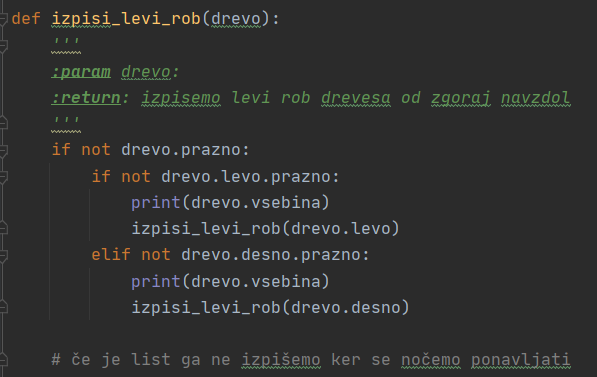 def izpisi_levi_rob(drevo):
    '''
    :param drevo:
    :return: izpisemo levi rob drevesa od zgoraj navzdol
    '''
    if not drevo.prazno:
        if not drevo.levo.prazno:
            print(drevo.vsebina)
            izpisi_levi_rob(drevo.levo)
        elif not drevo.desno.prazno:
            print(drevo.vsebina)
            izpisi_levi_rob(drevo.desno)
    # če je list ga ne izpišemo ker se nočemo ponavljati